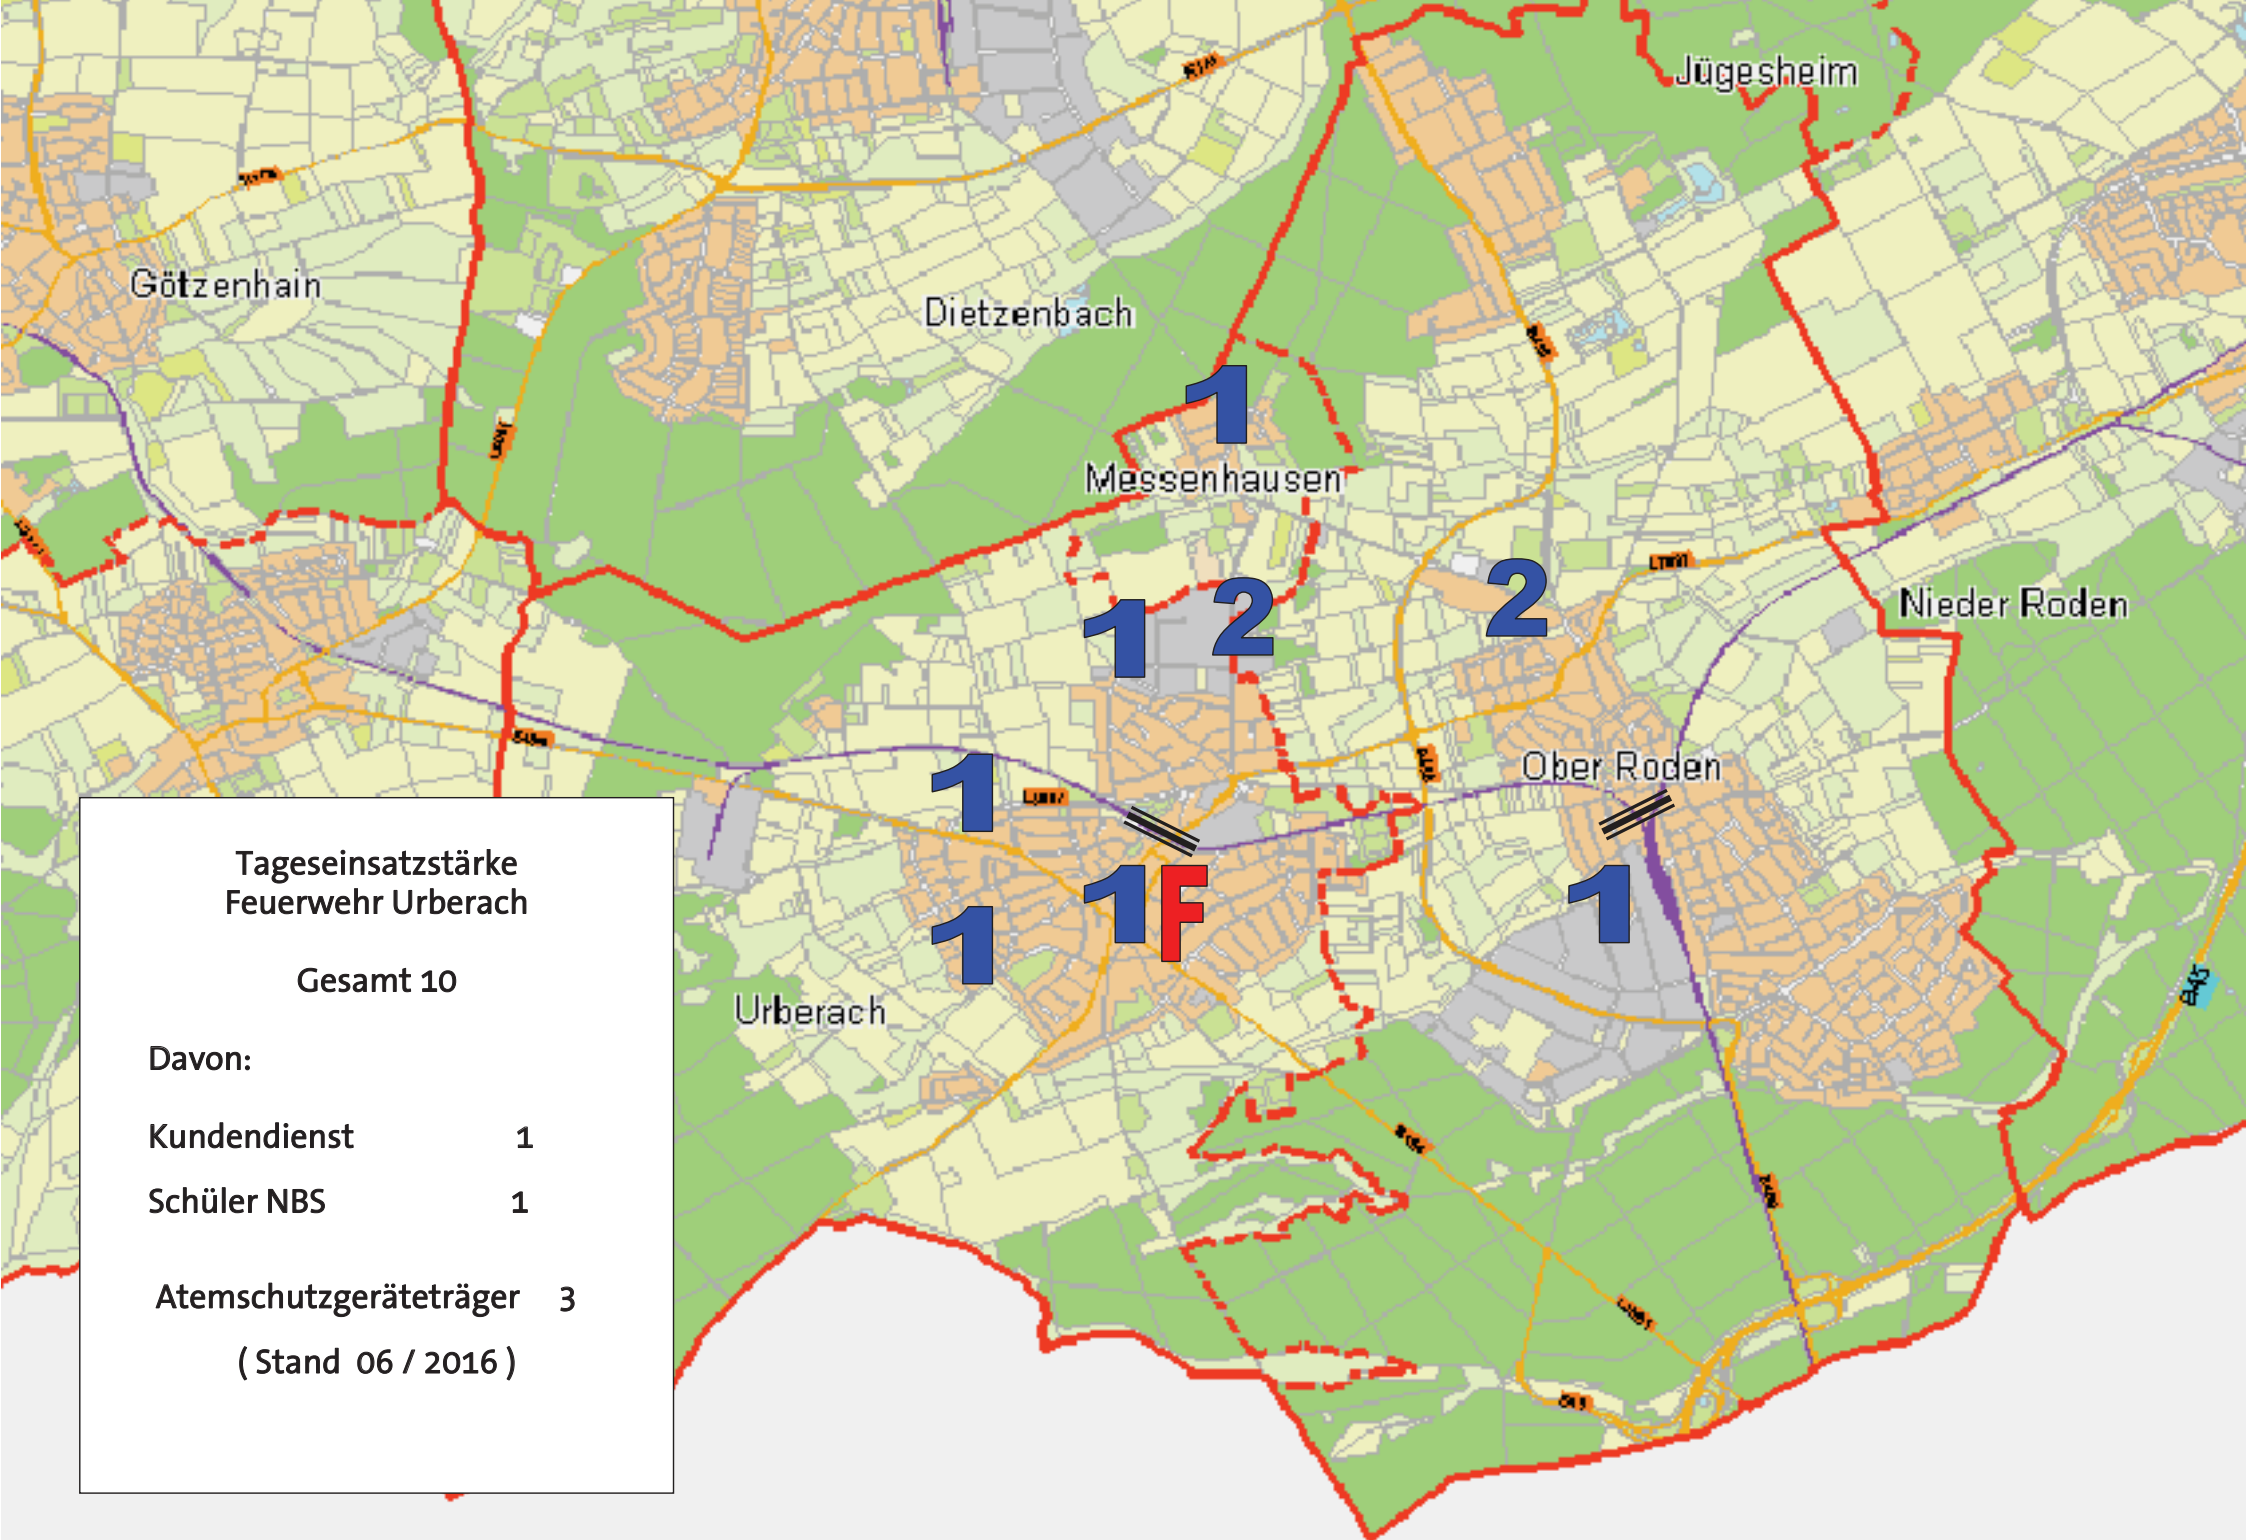 Jügesheim
Götzenhain
Dietzenbach
1
Messenhausen
2
Nieder Roden
1
2
Ober Roden
1
1
F
1
1
Urberach
Tageseinsatzstärke
Feuerwehr Urberach
Gesamt 10
Davon:
Kundendienst 1
Schüler NBS 1
Atemschutzgeräteträger 3
( Stand 06 / 2016 )